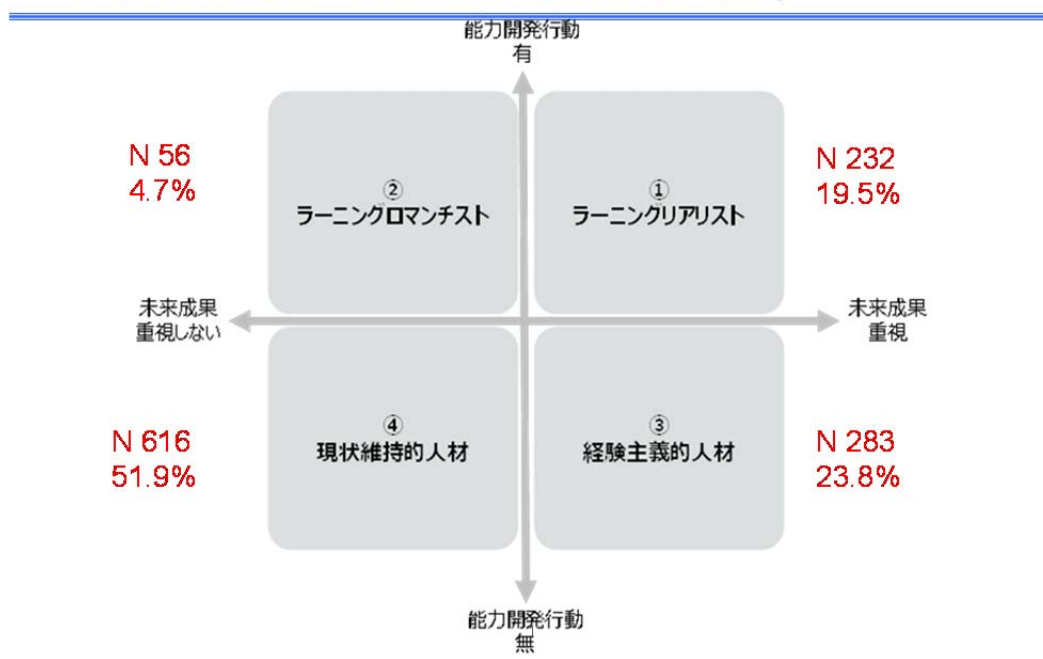 能力開発行動
有
N 56
4.7%
②
ラーニングロマンチスト
①
ラーニングリアリスト
N 232
19.5%
未来成果
重視しない
未来成果
重視
N 616
51.9%
④
現状維持的人材
③
経験主義的人材
N 283
23.8%
能力開発行動
無